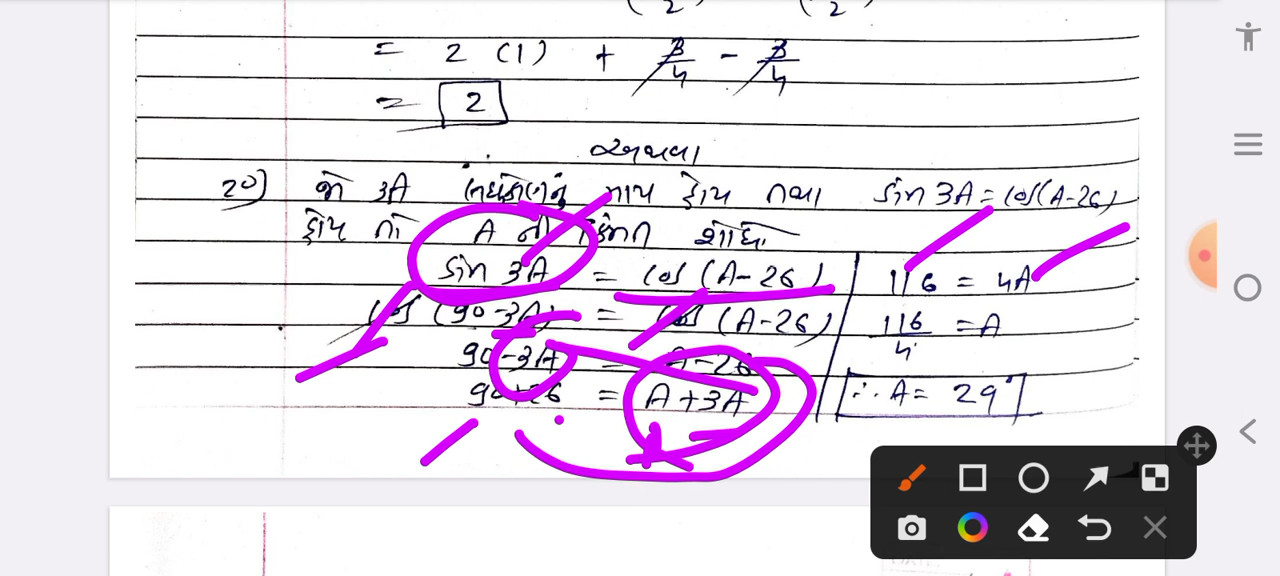 = 2 (1) + 3/4 - 3/4
= 2
અથવા
20) જો 3A લઘુકોણનું માપ હોય તથા sin 3A = cos(A-26)
હોય તો A ની કિંમત શોધો
sin 3A = cos (A-26)
cos (90-3A) = cos (A-26)
90-3A = A-26
90+26 = A+3A
116 = 4A
116/4 = A
∴ A = 29°